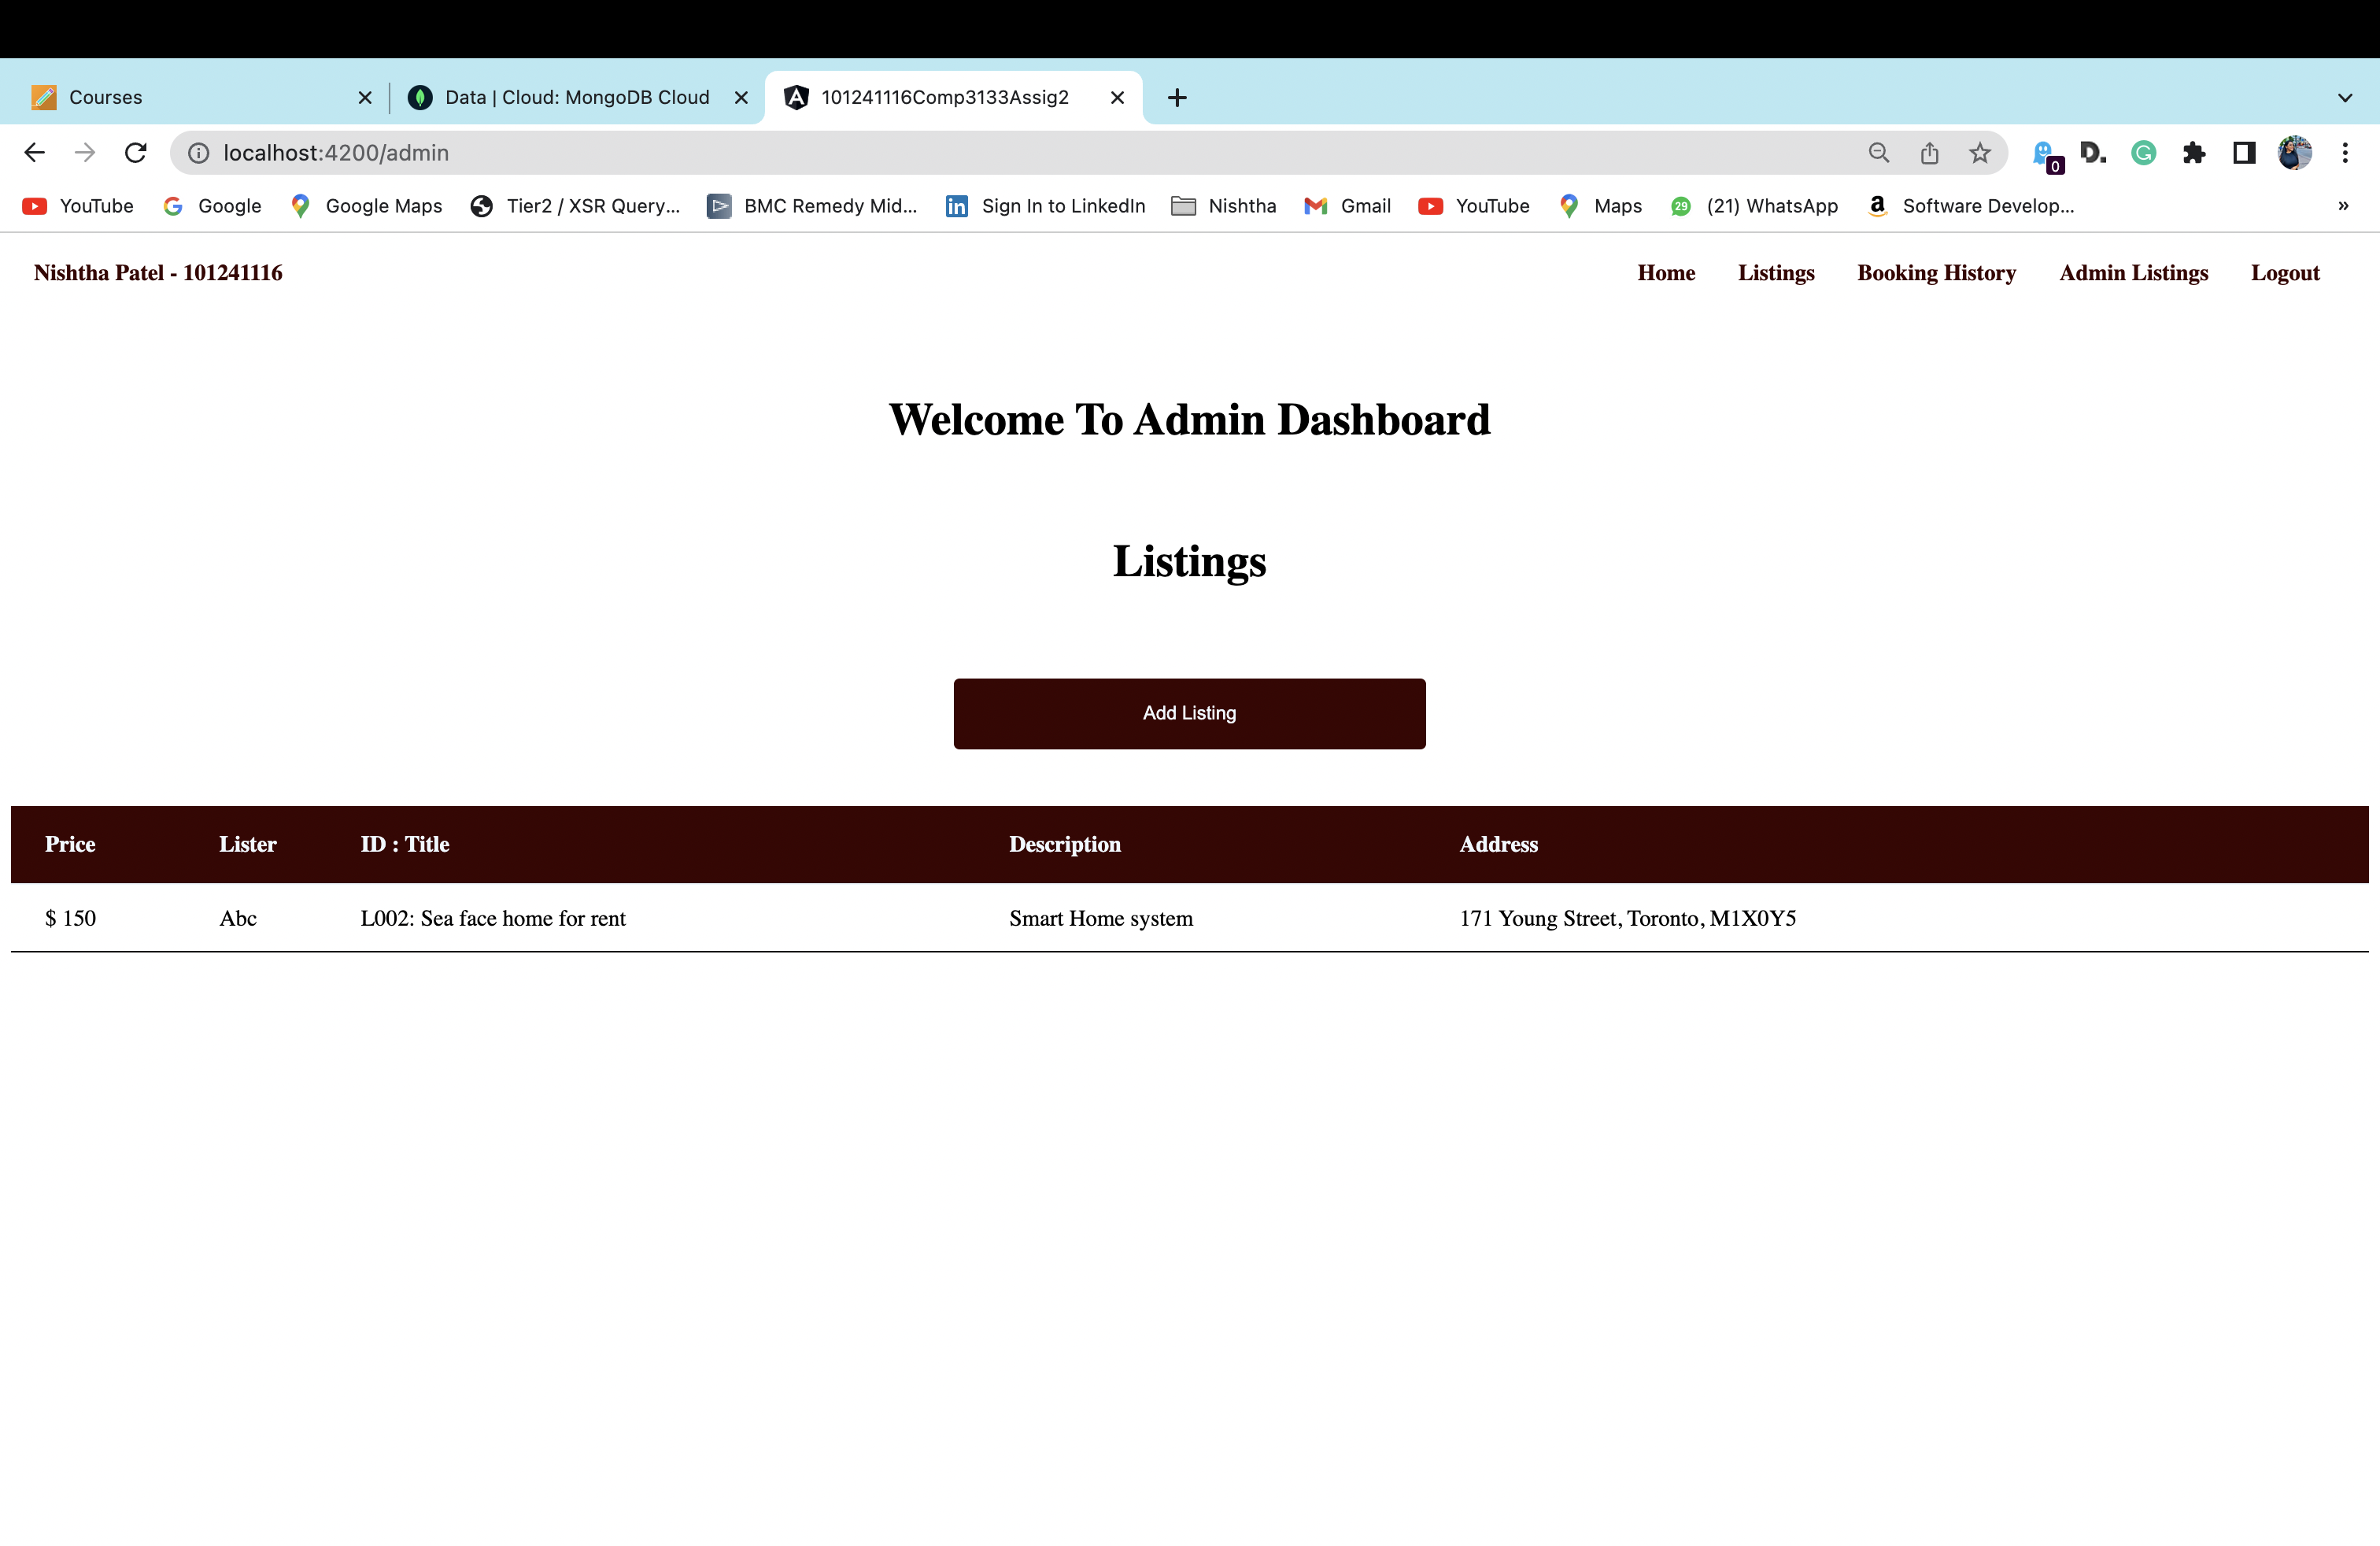 Courses
Data | Cloud: MongoDB Cloud
101241116Comp3133Assig2
localhost:4200/admin
0
YouTube
Google
Google Maps
Tier2 / XSR Query...
BMC Remedy Mid...
Sign In to LinkedIn
Nishtha
Gmail
YouTube
Maps
29
(21) WhatsApp
Software Develop...
Nishtha Patel - 101241116
Home
Listings
Booking History
Admin Listings
Logout
Welcome To Admin Dashboard
Listings
Add Listing
Price Lister ID : Title Description Address
$ 150 Abc L002: Sea face home for rent Smart Home system 171 Young Street, Toronto, M1X0Y5